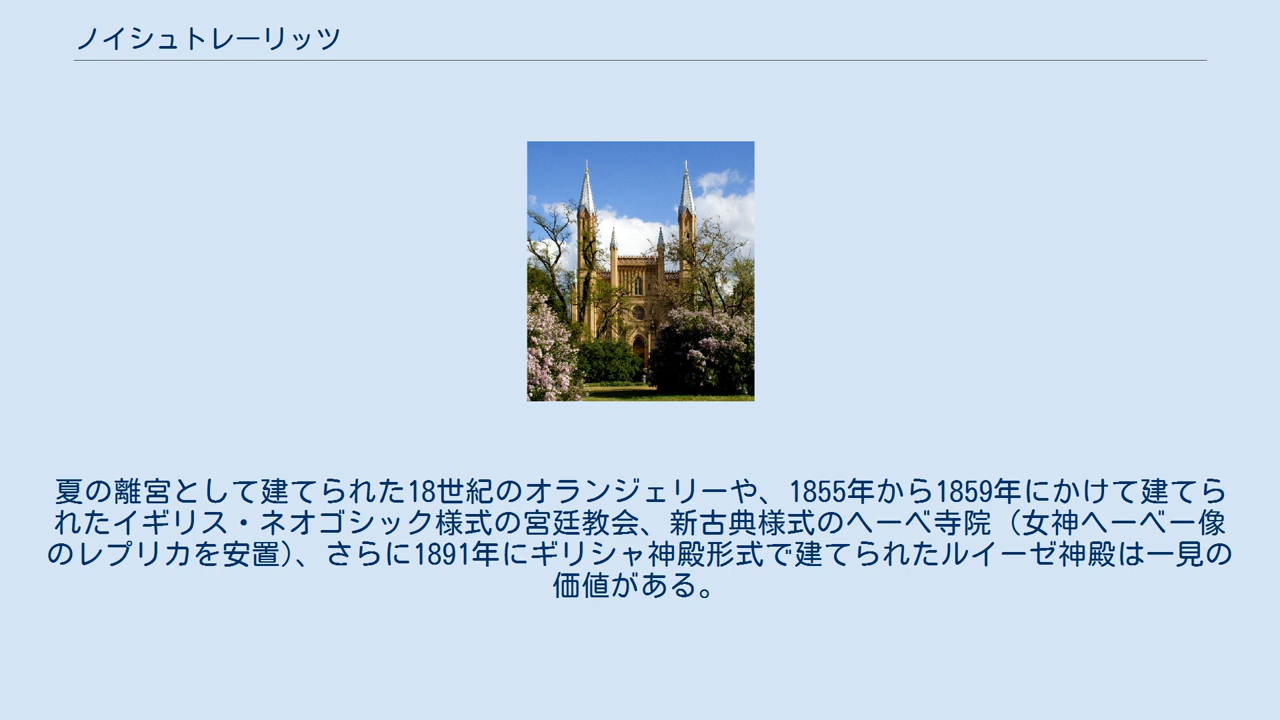 ノイシュトレーリッツ
夏の離宮として建てられた18世紀のオランジェリーや、1855年から1859年にかけて建てら
れたイギリス・ネオゴシック様式の宮廷教会、新古典様式のヘーベ寺院（女神ヘーベー像
のレプリカを安置）、さらに1891年にギリシャ神殿形式で建てられたルイーゼ神殿は一見の
価値がある。